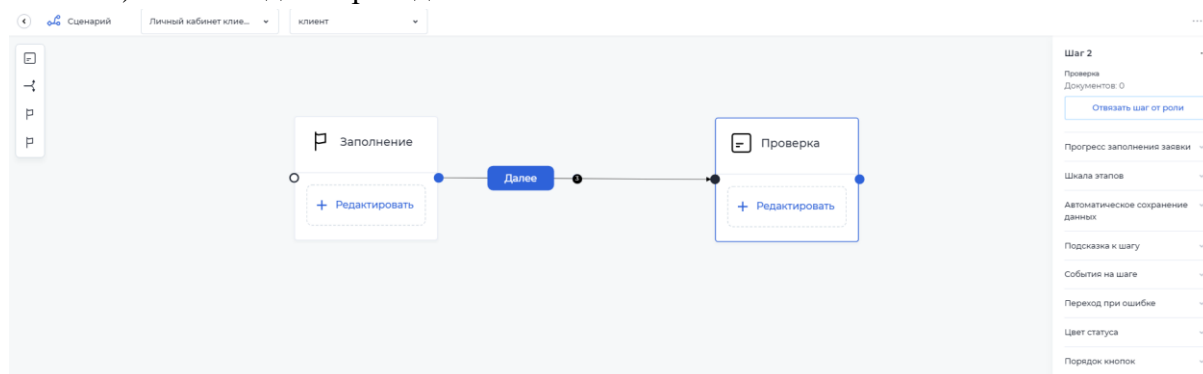 Сценарий
Личный кабинет клие...
клиент
Заполнение
+ Редактировать
Далее
3
Проверка
+ Редактировать
Шаг 2
Проверка
Документов: 0
Отвязать шаг от роли
Прогресс заполнения заявки
Шкала этапов
Автоматическое сохранение
данных
Подсказка к шагу
События на шаге
Переход при ошибке
Цвет статуса
Порядок кнопок